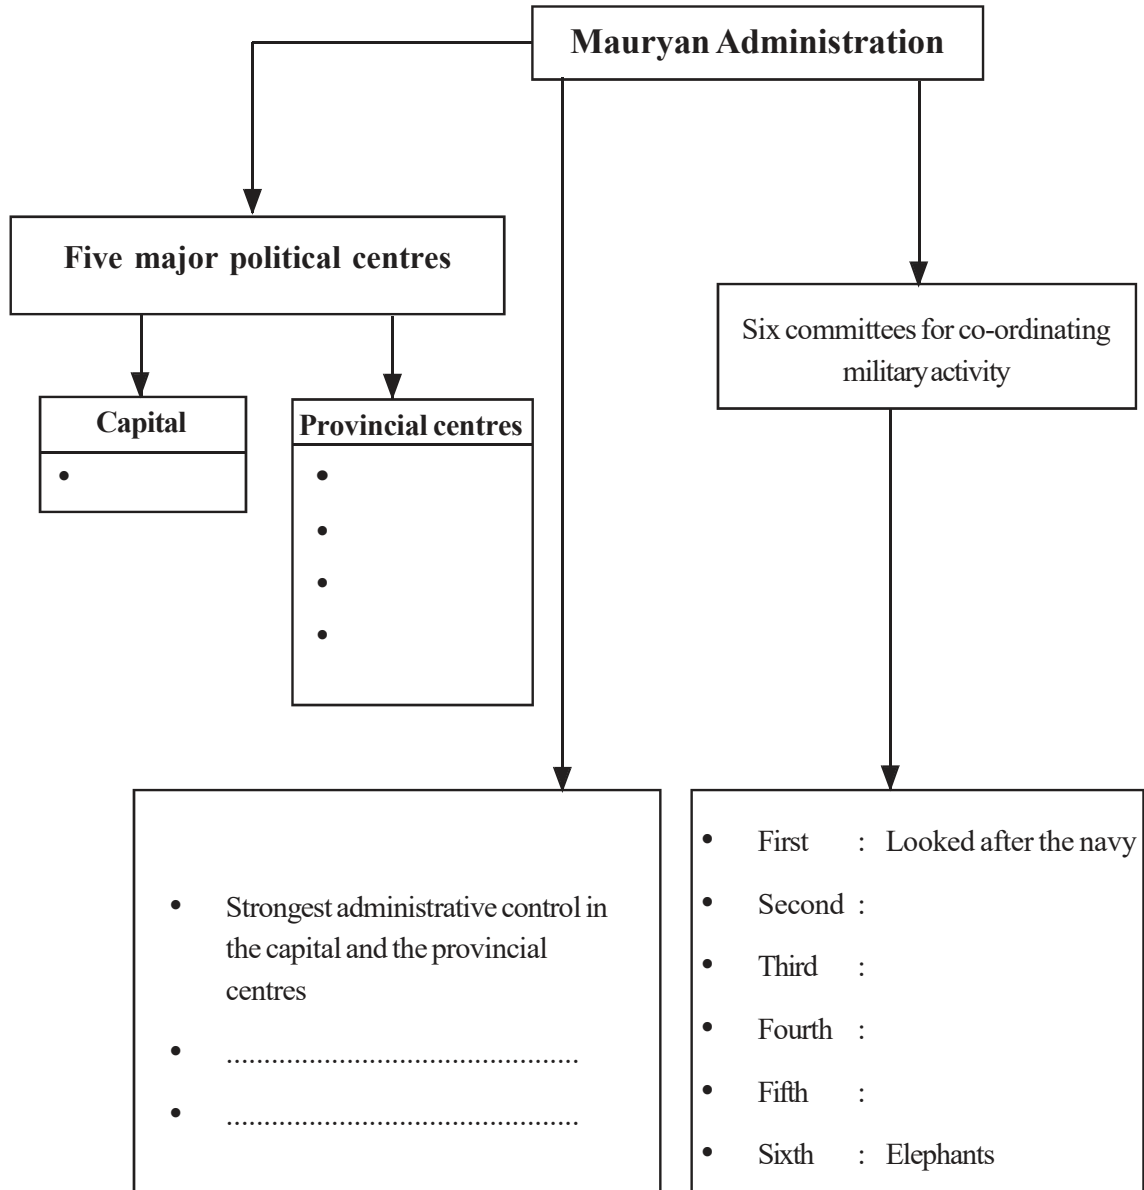 Mauryan Administration
Five major political centres
Six committees for co-ordinating
military activity
Capital
•
Provincial centres
•
•
•
•
• Strongest administrative control in
the capital and the provincial
centres
• ...............................................
• ...............................................
• First : Looked after the navy
• Second :
• Third :
• Fourth :
• Fifth :
• Sixth : Elephants